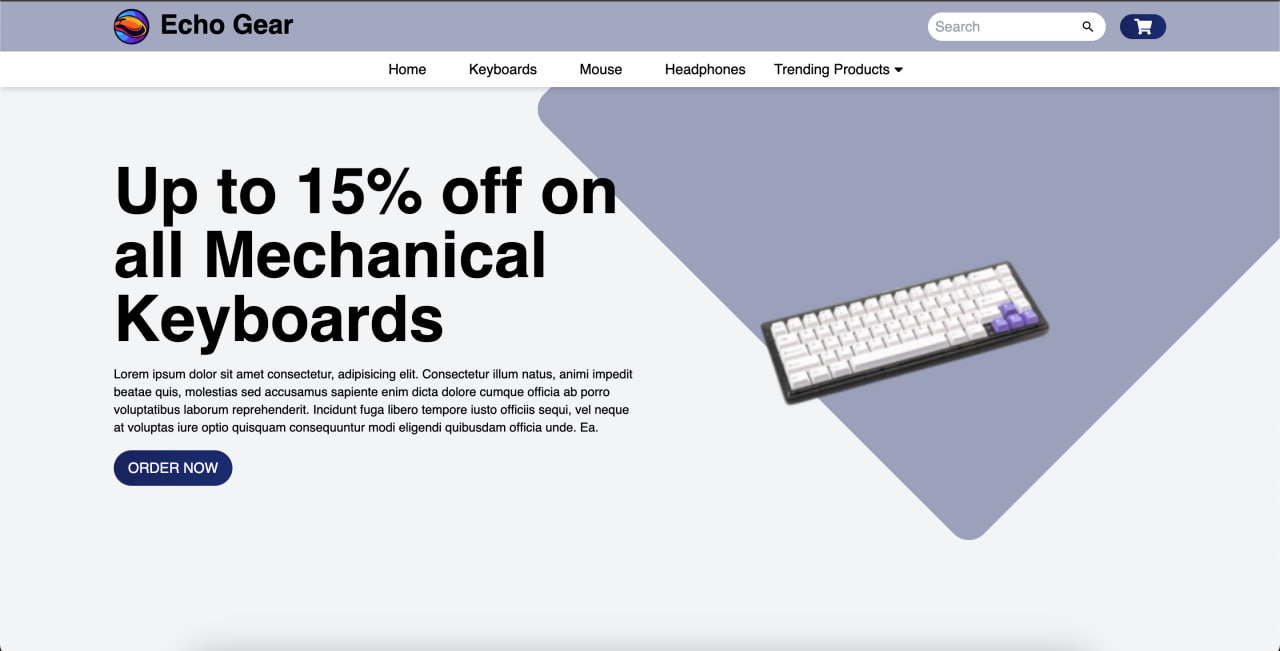 Echo Gear
Search
Home Keyboards Mouse Headphones Trending Products
Up to 15% off on
all Mechanical
Keyboards
Lorem ipsum dolor sit amet consectetur, adipisicing elit. Consectetur illum natus, animi impedit
beatae quis, molestias sed accusamus sapiente enim dicta dolore cumque officia ab porro
voluptatibus laborum reprehenderit. Incidunt fuga libero tempore iusto officiis sequi, vel neque
at voluptas iure optio quisquam consequuntur modi eligendi quibusdam officia unde. Ea.
ORDER NOW